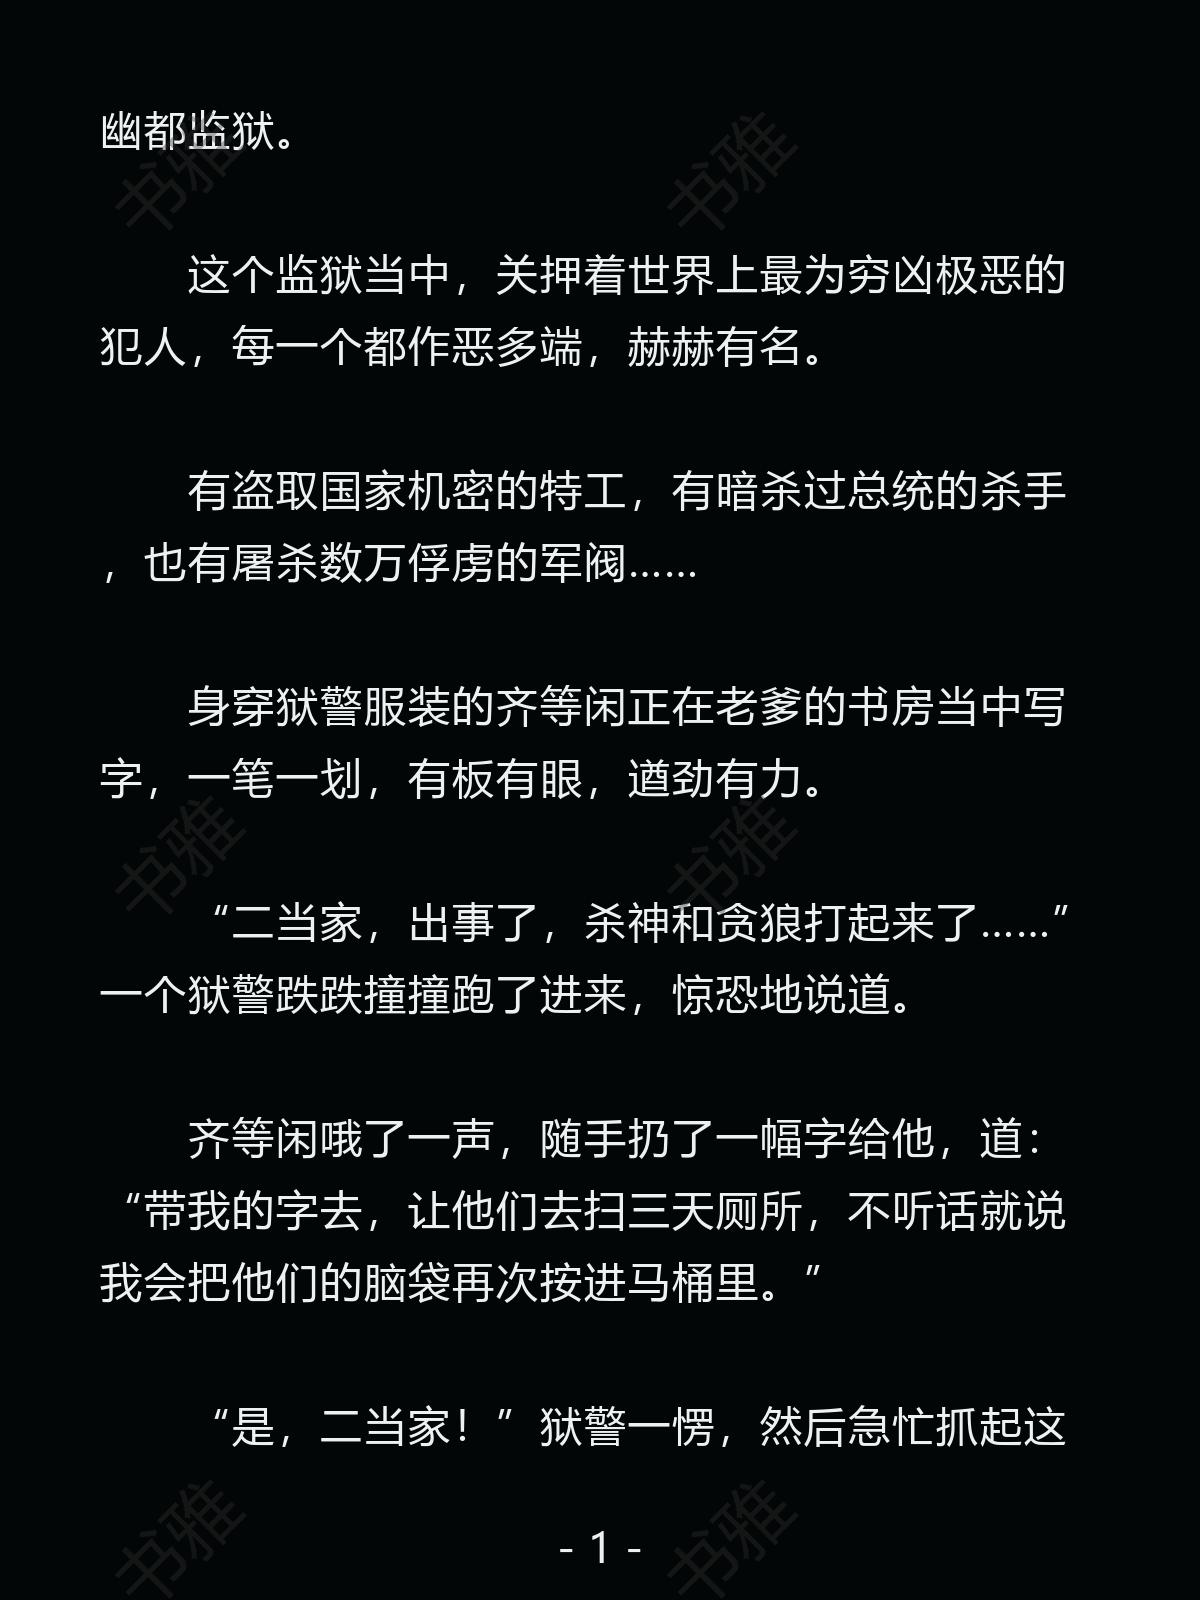 幽都监狱。
这个监狱当中，关押着世界上最为穷凶极恶的
犯人，每一个都作恶多端，赫赫有名。
有盗取国家机密的特工，有暗杀过总统的杀手
，也有屠杀数万俘虏的军阀……
身穿狱警服装的齐等闲正在老爹的书房当中写
字，一笔一划，有板有眼，遒劲有力。
“二当家，出事了，杀神和贪狼打起来了……”
一个狱警跌跌撞撞跑了进来，惊恐地说道。
齐等闲哦了一声，随手扔了一幅字给他，道：
“带我的字去，让他们去扫三天厕所，不听话就说
我会把他们的脑袋再次按进马桶里。”
“是，二当家！”狱警一愣，然后急忙抓起这
- 1 -
书雅
书雅
书雅
书雅
书雅
书雅